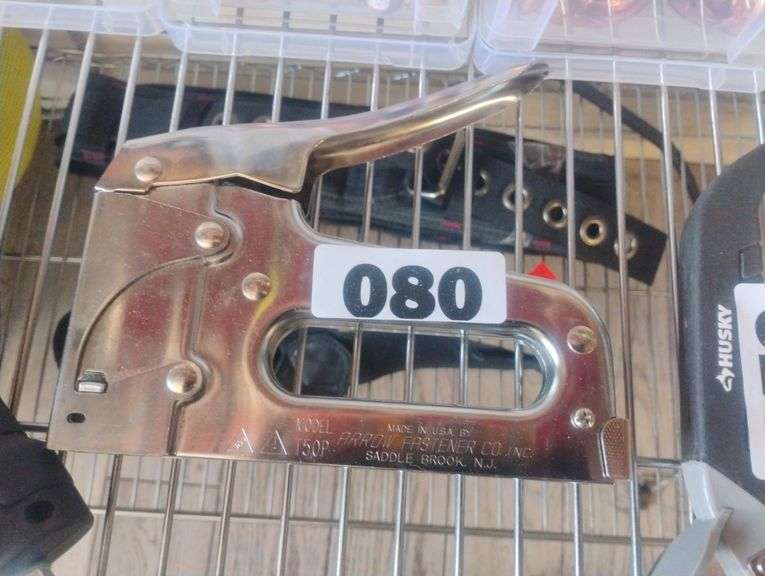 080
MODEL
T50P
MADE IN U.S.A. BY
ARROW FASTENER CO. INC.
SADDLE BROOK, N.J.
HUSKY